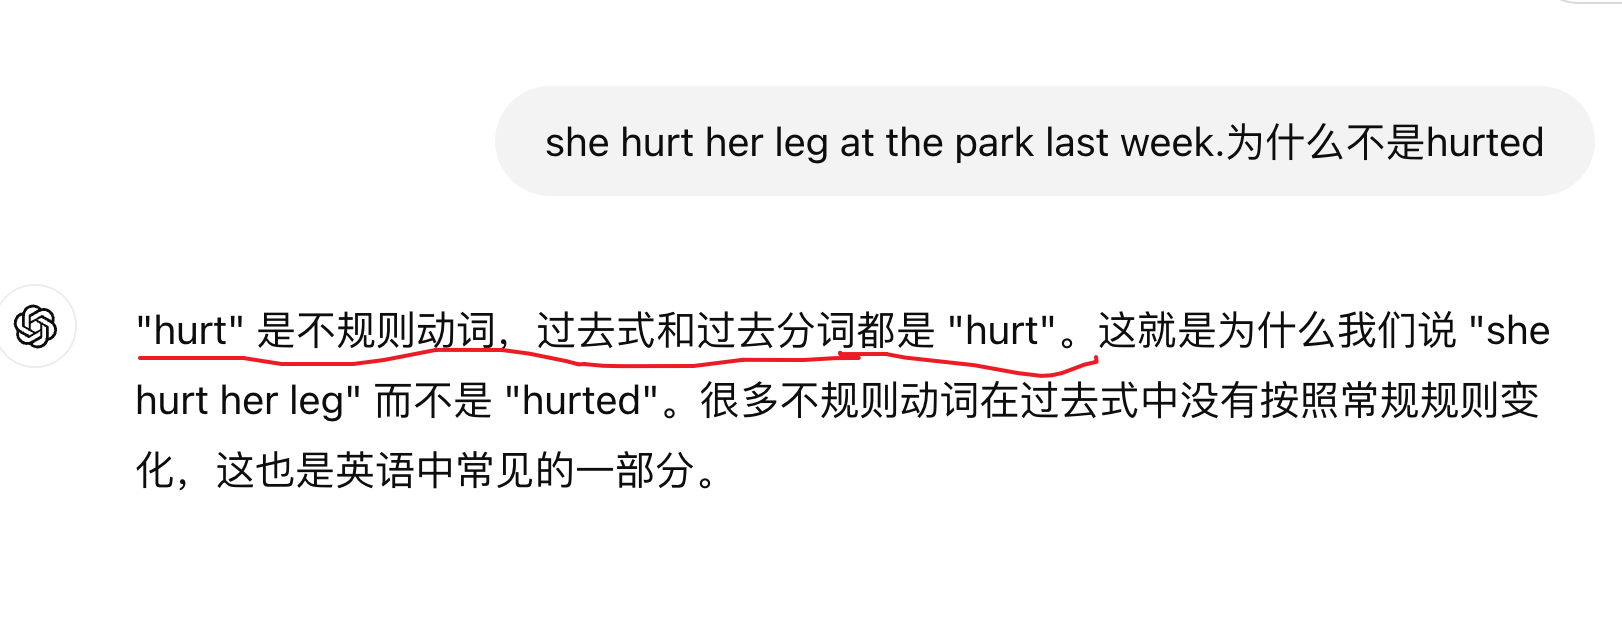 she hurt her leg at the park last week.为什么不是hurted
"hurt" 是不规则动词，过去式和过去分词都是 "hurt"。这就是为什么我们说 "she
hurt her leg" 而不是 "hurted"。很多不规则动词在过去式中没有按照常规规则变
化，这也是英语中常见的一部分。